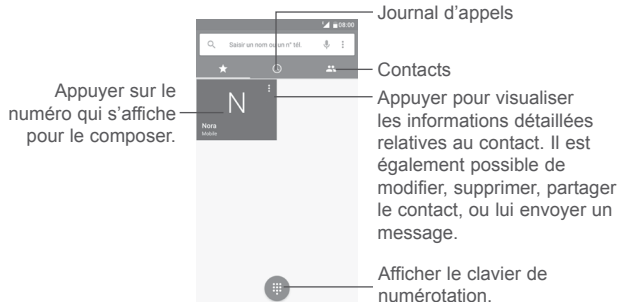 Journal d'appels
08:00
Saisir un nom ou un n° tél.
Contacts
Appuyer sur le
numéro qui s'affiche
pour le composer.
N
Nora
Mobile
Appuyer pour visualiser
les informations détaillées
relatives au contact. Il est
également possible de
modifier, supprimer, partager
le contact, ou lui envoyer un
message.
Afficher le clavier de
numérotation.